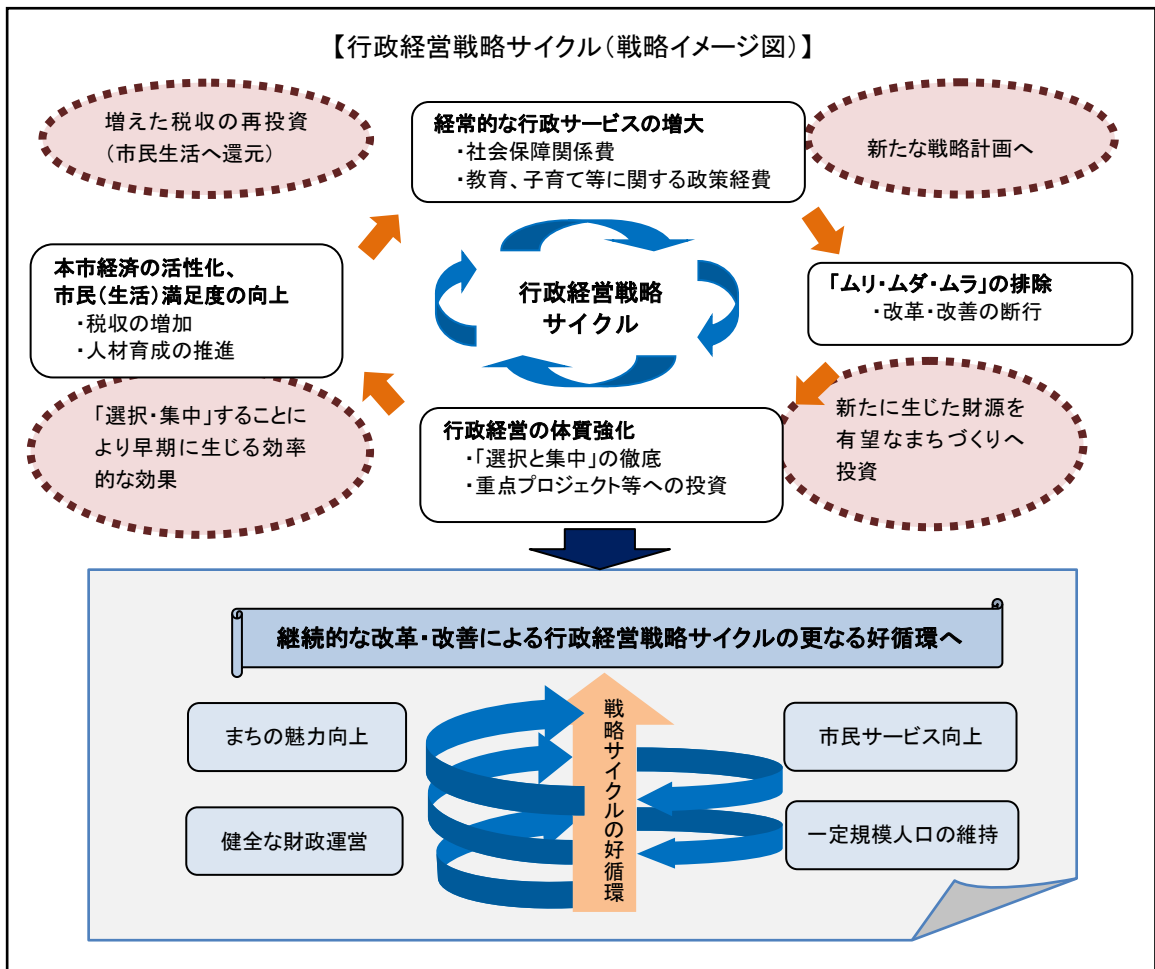 【行政経営戦略サイクル（戦略イメージ図）】
増えた税収の再投資
（市民生活へ還元）
経常的な行政サービスの増大
・社会保障関係費
・教育、子育て等に関する政策経費
新たな戦略計画へ
本市経済の活性化、
市民（生活）満足度の向上
・税収の増加
・人材育成の推進
行政経営戦略
サイクル
「ムリ・ムダ・ムラ」の排除
・改革・改善の断行
「選択・集中」することに
より早期に生じる効率
的な効果
行政経営の体質強化
・「選択と集中」の徹底
・重点プロジェクト等への投資
新たに生じた財源を
有望なまちづくりへ
投資
継続的な改革・改善による行政経営戦略サイクルの更なる好循環へ
まちの魅力向上
健全な財政運営
戦略サイクルの好循環
市民サービス向上
一定規模人口の維持